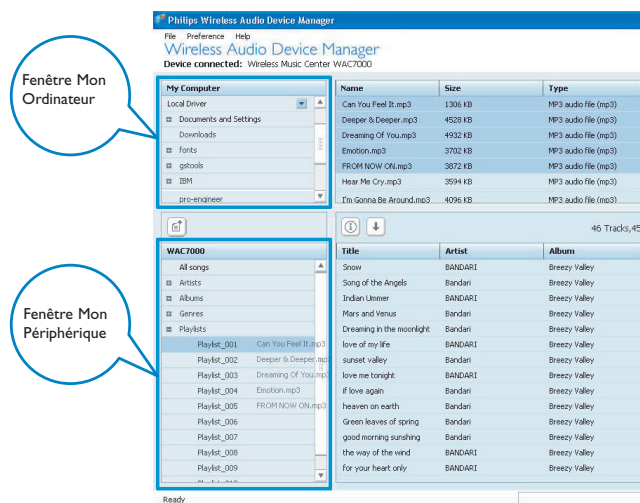 Philips Wireless Audio Device Manager
File Preference Help
Wireless Audio Device Manager
Device connected: Wireless Music Center WAC7000
Fenêtre Mon
Ordinateur
My Computer
Local Driver
Documents and Settings
Downloads
fonts
gstools
IBM
pro-engineer
Name Size Type
Can You Feel It.mp3 1306 KB MP3 audio file (mp3)
Deeper & Deeper.mp3 4528 KB MP3 audio file (mp3)
Dreaming Of You.mp3 4932 KB MP3 audio file (mp3)
Emotion.mp3 3702 KB MP3 audio file (mp3)
FROM NOW ON.mp3 3872 KB MP3 audio file (mp3)
Hear Me Cry.mp3 3594 KB MP3 audio file (mp3)
I'm Gonna Be Around.mp3 4096 KB MP3 audio file (mp3)
46 Tracks,45
Fenêtre Mon
Périphérique
WAC7000
All songs
Artists
Albums
Genres
Playlists
Playlist_001 Can You Feel It.mp3
Playlist_002 Deeper & Deeper.mp3
Playlist_003 Dreaming Of You.mp3
Playlist_004 Emotion.mp3
Playlist_005 FROM NOW ON.mp3
Playlist_006
Playlist_007
Playlist_008
Playlist_009
Title Artist Album
Snow BANDARI Breezy Valley
Song of the Angels BANDARI Breezy Valley
Indian Ummer BANDARI Breezy Valley
Mars and Venus Bandari Breezy Valley
Dreaming in the moonlight Bandari Breezy Valley
love of my life BANDARI Breezy Valley
sunset valley Bandari Breezy Valley
love me tonight BANDARI Breezy Valley
if love again Bandari Breezy Valley
heaven on earth Bandari Breezy Valley
Green leaves of spring Bandari Breezy Valley
good morning sunshing Bandari Breezy Valley
the way of the wind BANDARI Breezy Valley
for your heart only BANDARI Breezy Valley
Ready